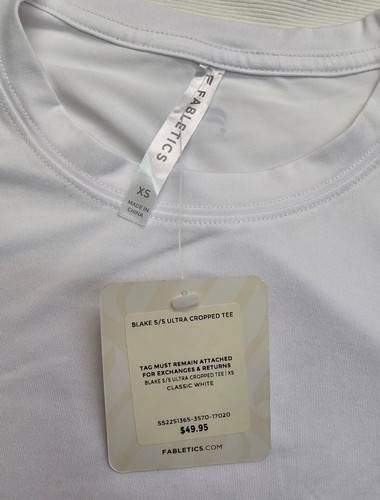 FABLETICS
XS
MADE IN
CHINA
BLAKE S/S ULTRA CROPPED TEE
TAG MUST REMAIN ATTACHED
FOR EXCHANGES & RETURNS
BLAKE S/S ULTRA CROPPED TEE | XS
CLASSIC WHITE
SS2251365-3570-17020
$49.95
FABLETICS.COM